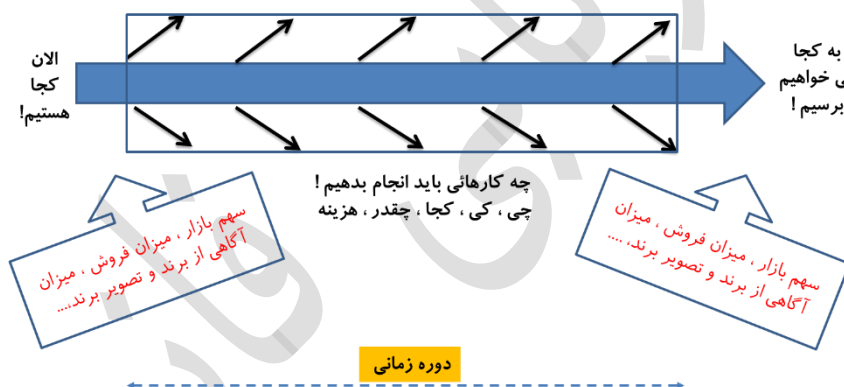 الان
کجا
هستیم!
به کجا
ی خواهیم
برسیم !
چه کارهائی باید انجام بدهیم !
چی ، کی ، کجا ، چقدر ، هزینه
سهم بازار ، میزان فروش ، میزان
آگاهی از برند و تصویر برند،...
سهم بازار ، میزان فروش ، میزان
آگاهی از برند و تصویر برند، ....
دوره زمانی